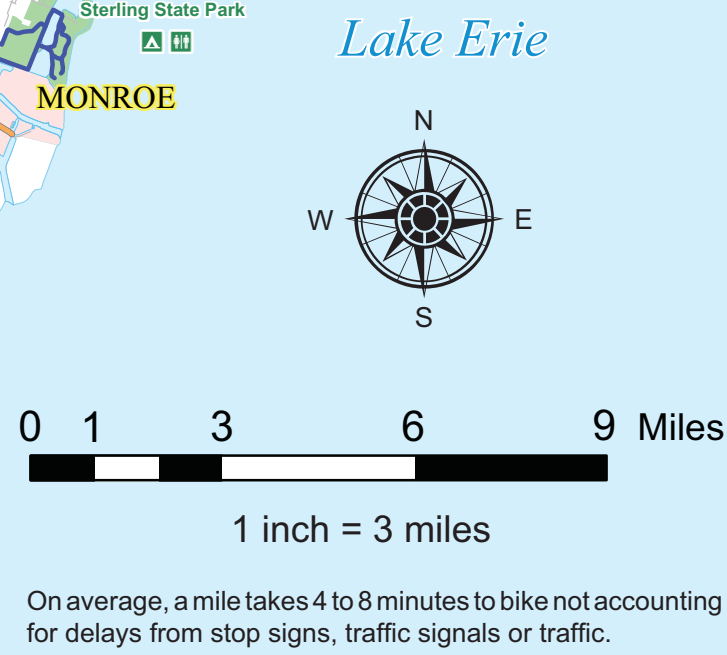 Sterling State Park
Lake Erie
MONROE
N
W E
S
0 1 3 6 9 Miles
1 inch = 3 miles
On average, a mile takes 4 to 8 minutes to bike not accounting
for delays from stop signs, traffic signals or traffic.